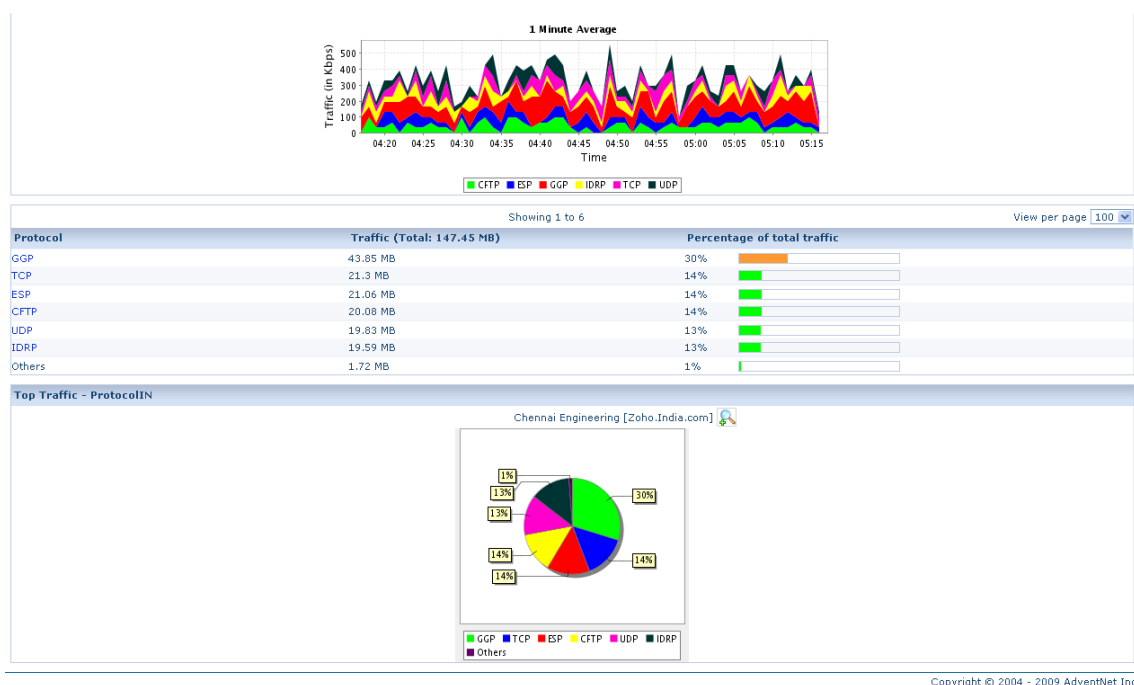 1 Minute Average
Traffic (in Kbps)
500
400
300
200
100
0
04:20 04:25 04:30 04:35 04:40 04:45 04:50 04:55 05:00 05:05 05:10 05:15
Time
CFTP ESP GGP IDRP TCP UDP
Showing 1 to 6 View per page 100
Protocol Traffic (Total: 147.45 MB) Percentage of total traffic
GGP 43.85 MB 30%
TCP 21.3 MB 14%
ESP 21.06 MB 14%
CFTP 20.08 MB 14%
UDP 19.83 MB 13%
IDRP 19.59 MB 13%
Others 1.72 MB 1%
Top Traffic - ProtocolIN
Chennai Engineering [Zoho.India.com]
1%
13%
30%
13%
14%
14%
14%
GGP TCP ESP CFTP UDP IDRP
Others
Copyright © 2004 - 2009 AdventNet Inc